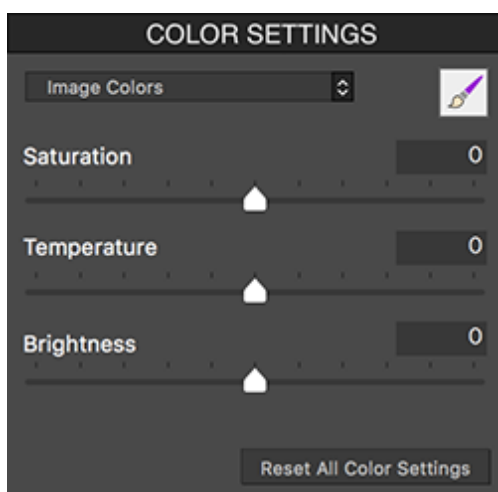 COLOR SETTINGS
Image Colors
Saturation 0
Temperature 0
Brightness 0
Reset All Color Settings